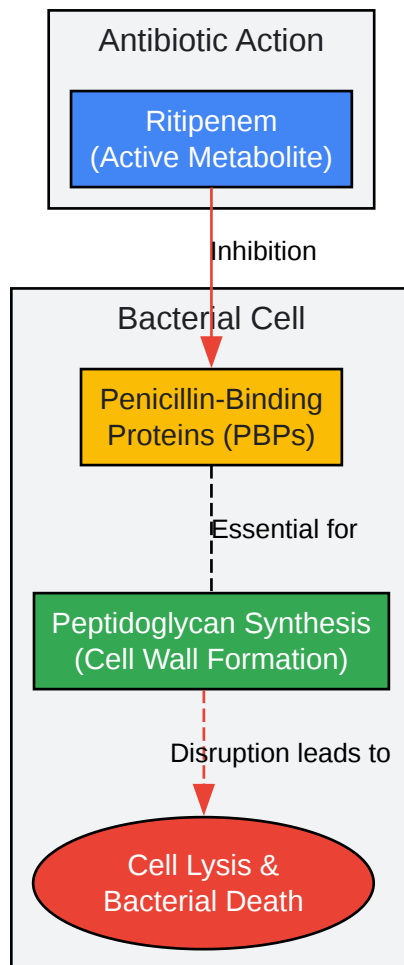 Antibiotic Action
Ritipenem
(Active Metabolite)
Inhibition
Bacterial Cell
Penicillin-Binding
Proteins (PBPs)
Essential for
Peptidoglycan Synthesis
(Cell Wall Formation)
Disruption leads to
Cell Lysis &
Bacterial Death